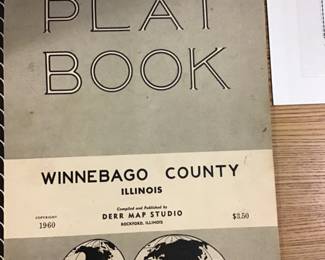 PLAT
BOOK
WINNEBAGO COUNTY
ILLINOIS
Compiled and Published by
DERR MAP STUDIO
ROCKFORD, ILLINOIS
COPYRIGHT
1960
$3.50